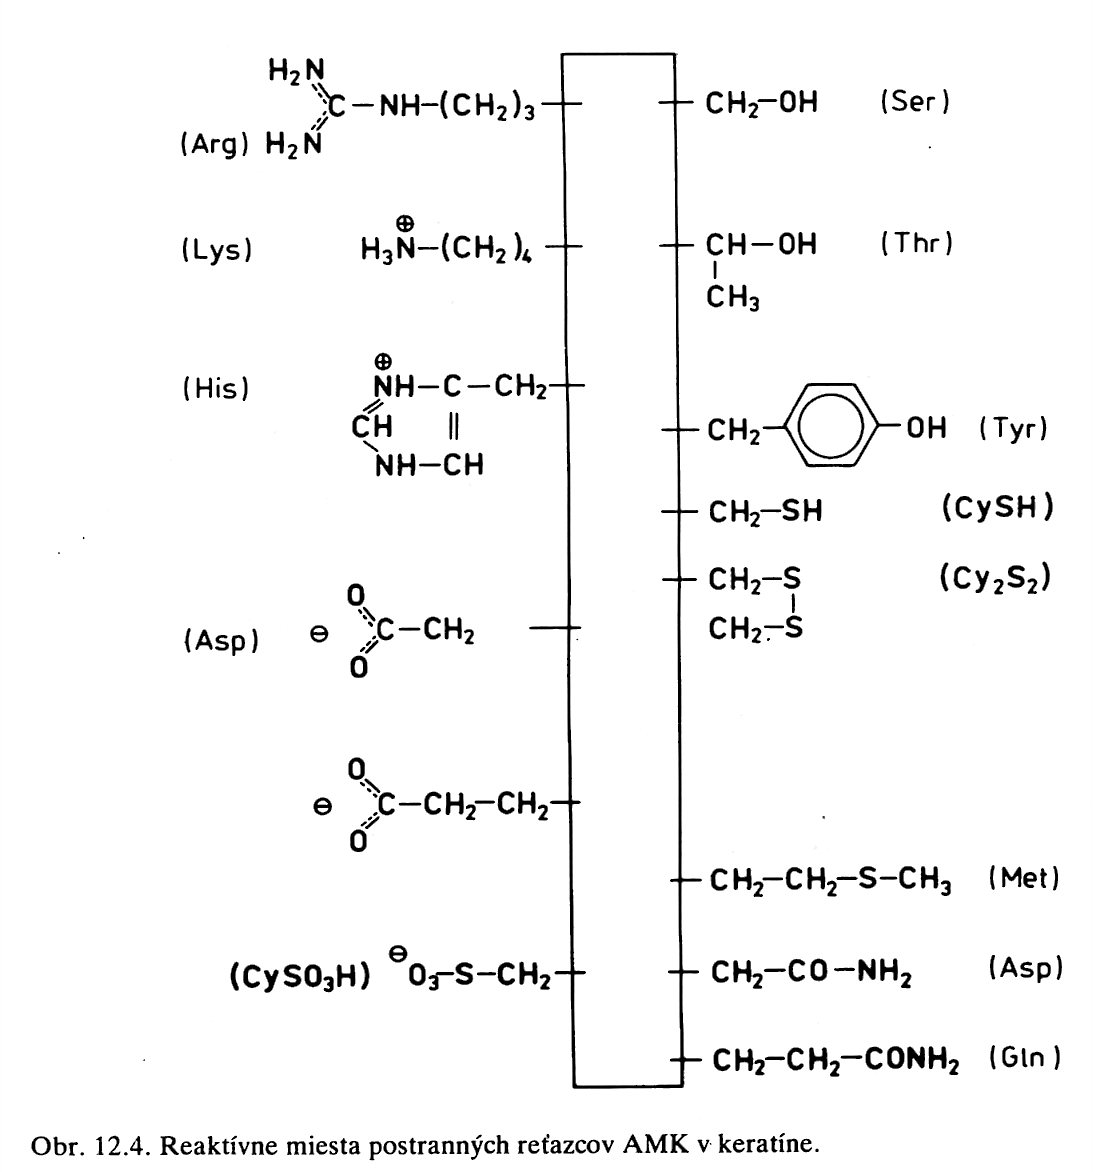 H₂N
C–NH–(CH₂)₃ CH₂–OH (Ser)
(Arg) H₂N
⊕
(Lys) H₃N–(CH₂)₄ CH–OH (Thr)
CH₃
⊕
(His) NH–C–CH₂
CH CH₂ OH (Tyr)
NH–CH
CH₂–SH (CySH)
CH₂–S (Cy₂S₂)
O
(Asp) ⊖ C–CH₂ CH₂–S
O
O
⊖ C–CH₂–CH₂
O
CH₂–CH₂–S–CH₃ (Met)
(CySO₃H) ⊖O₃–S–CH₂ CH₂–CO–NH₂ (Asp)
CH₂–CH₂–CONH₂ (Gln)
Obr. 12.4. Reaktívne miesta postranných reťazcov AMK v keratíne.